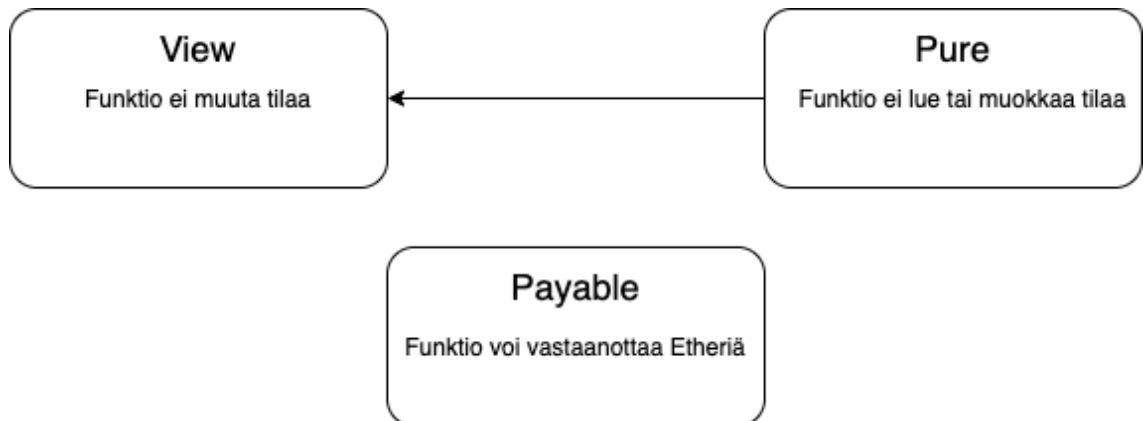 View
Funktio ei muuta tilaa
Pure
Funktio ei lue tai muokkaa tilaa
Payable
Funktio voi vastaanottaa Etheriä